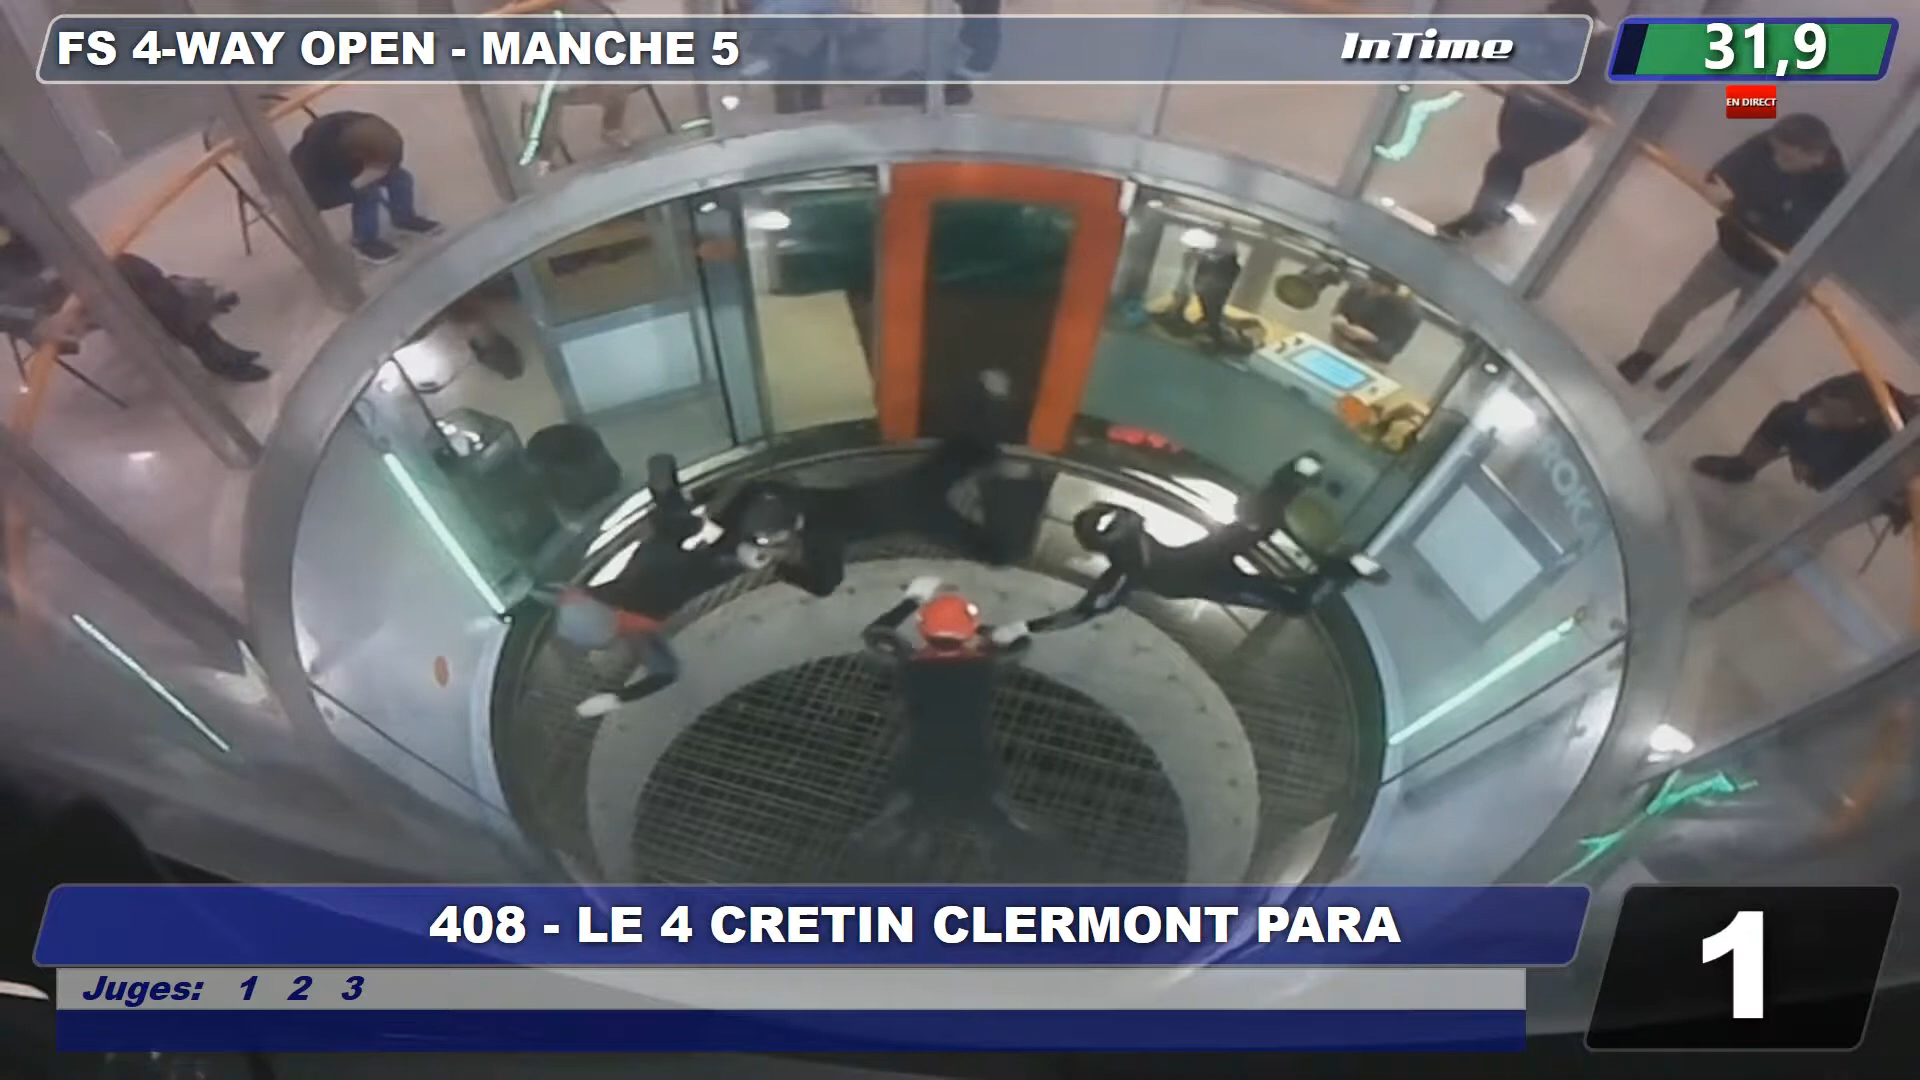 FS 4-WAY OPEN - MANCHE 5
InTime
31,9
EN DIRECT
408 - LE 4 CRETIN CLERMONT PARA
Juges: 1 2 3
1